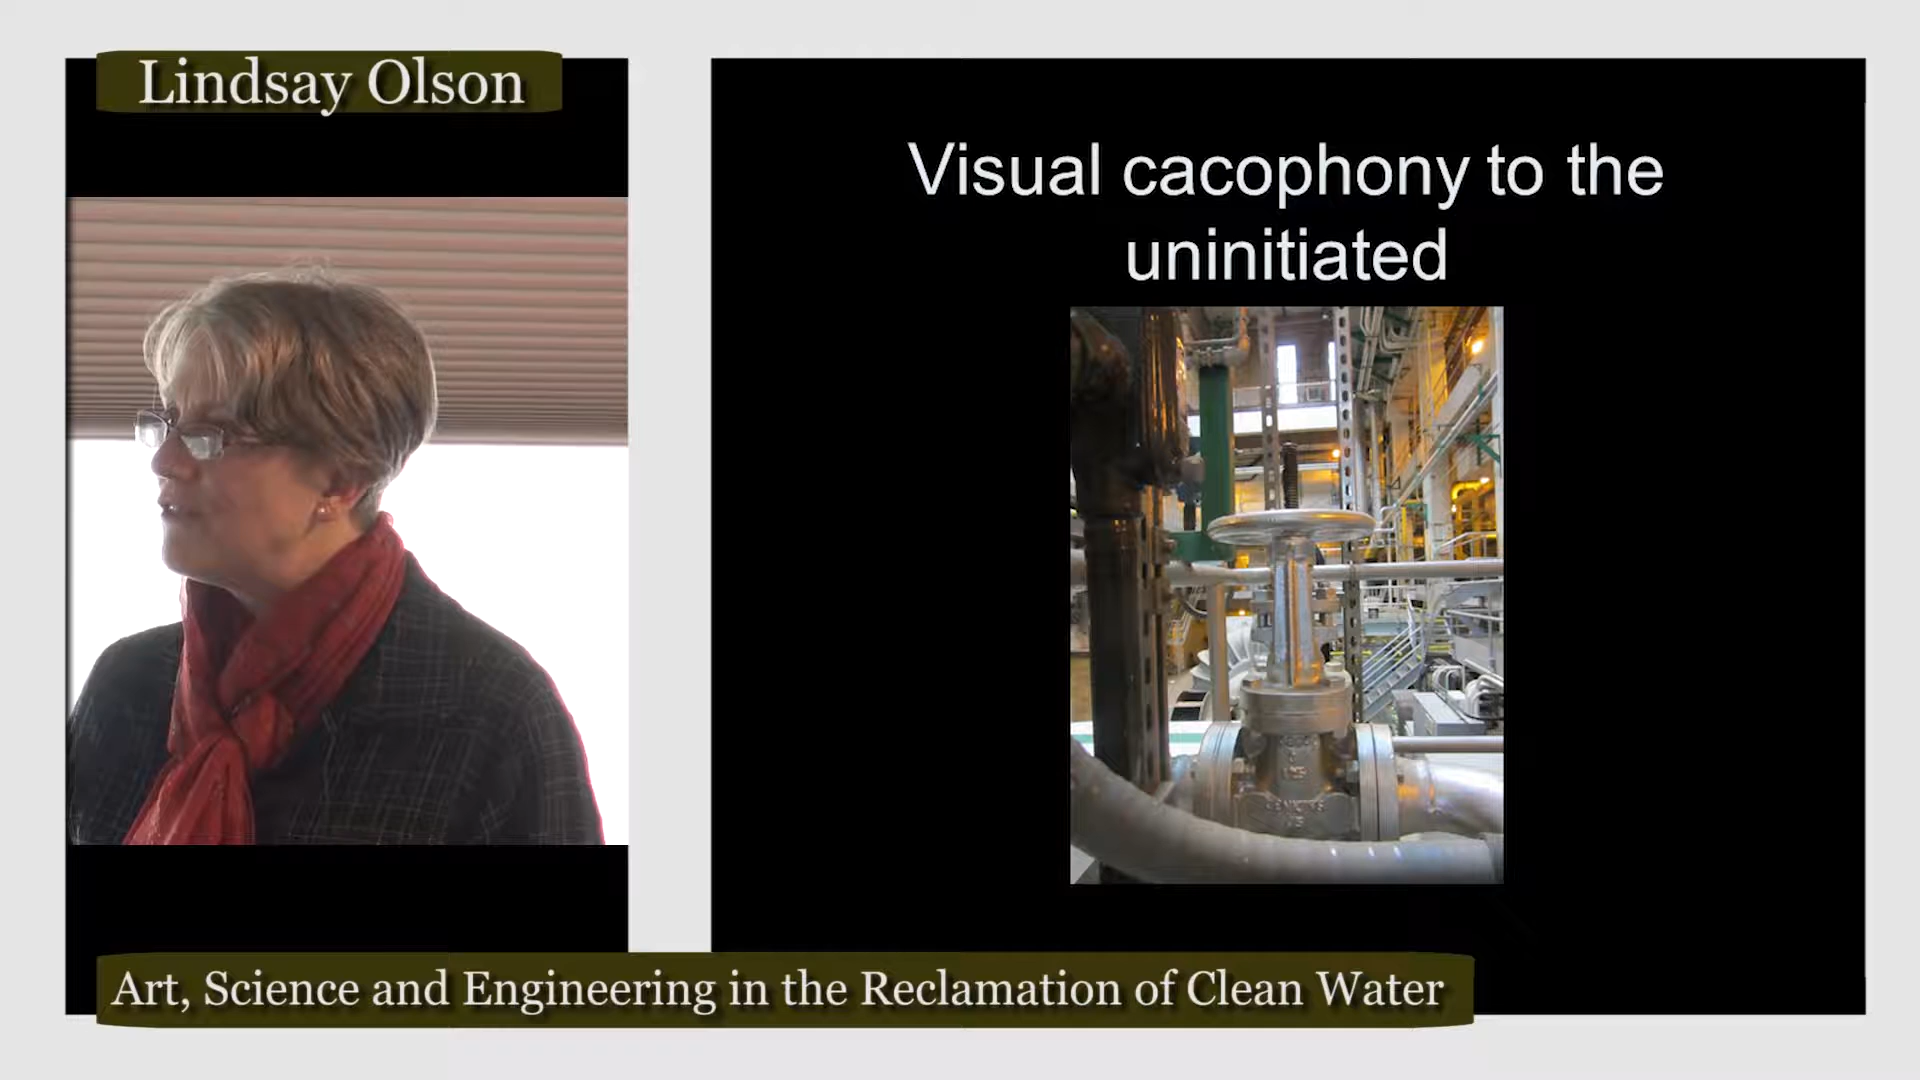 Lindsay Olson
Visual cacophony to the
uninitiated
Art, Science and Engineering in the Reclamation of Clean Water